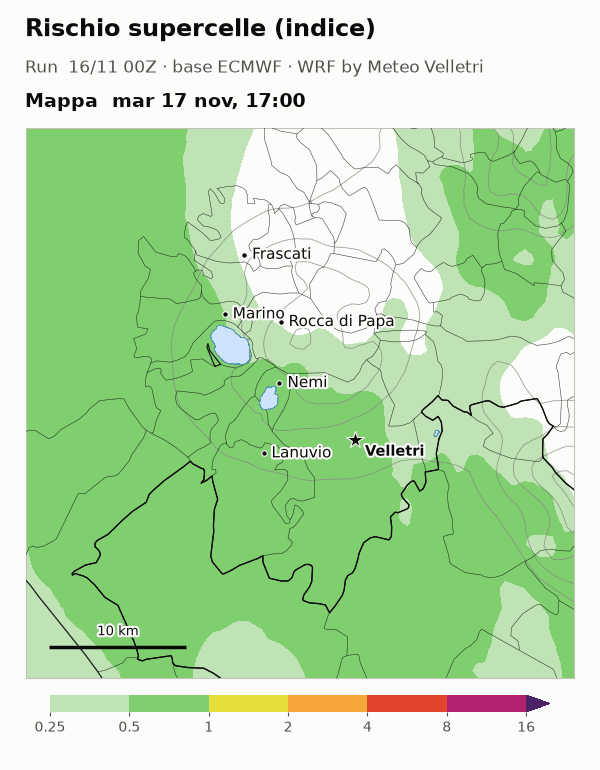 Rischio supercelle (indice)
Run  16/11 00Z · base ECMWF · WRF by Meteo Velletri
Mappa  mar 17 nov, 17:00
Frascati
Marino
Rocca di Papa
Nemi
Velletri
Lanuvio
10 km
0.25 0.5 1 2 4 8 16